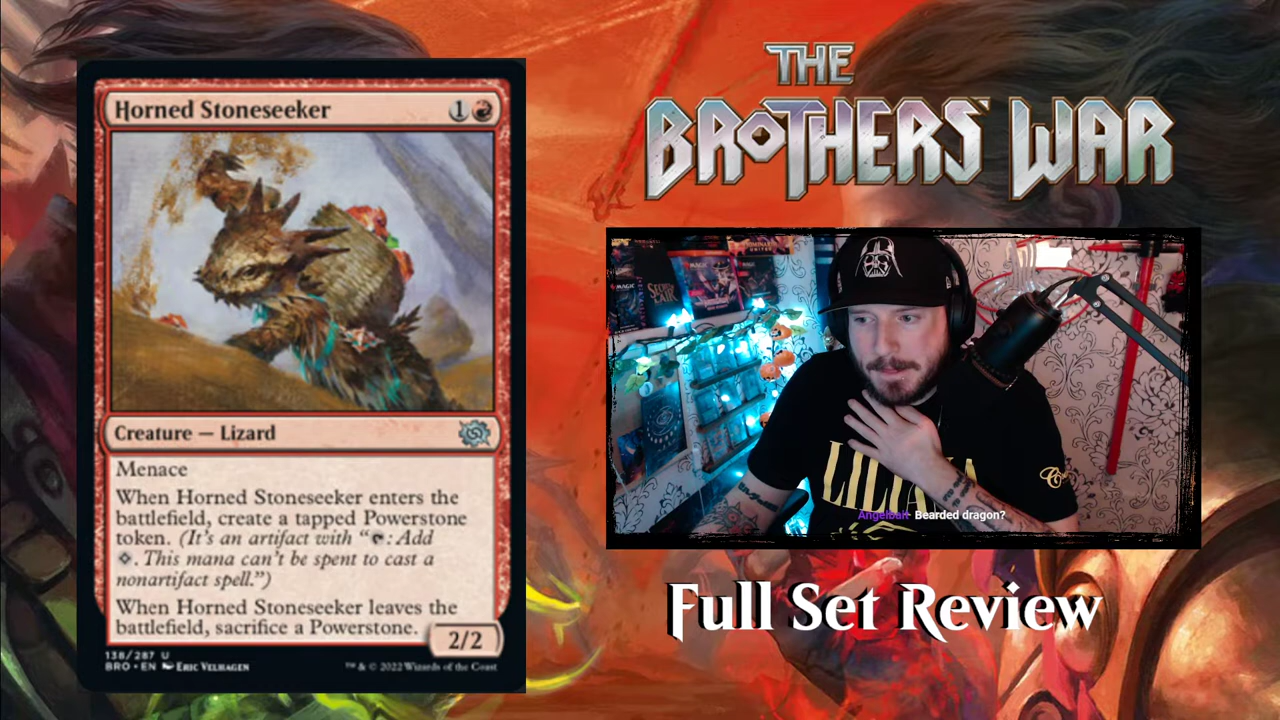 Horned Stoneseeker
1
Creature — Lizard
Menace
When Horned Stoneseeker enters the
battlefield, create a tapped Powerstone
token. (It's an artifact with “: Add
. This mana can't be spent to cast a
nonartifact spell.”)
When Horned Stoneseeker leaves the
battlefield, sacrifice a Powerstone.
2/2
138/287 U
BRO • EN Eric Velhagen
™ & © 2022 Wizards of the Coast
THE
BROTHERS' WAR
MAGIC
LILIANA
Bearded dragon?
Full Set Review